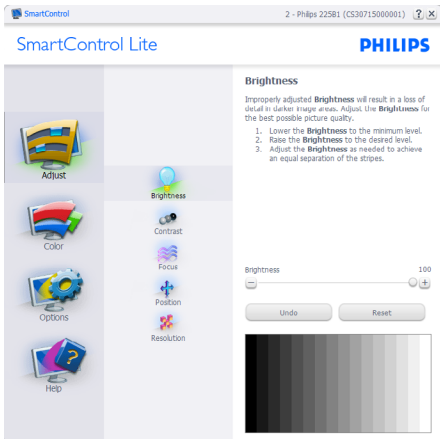 SmartControl
2 - Philips 225B1 (CS30715000001)
SmartControl Lite
PHILIPS
Adjust
Color
Options
Help
Brightness
Contrast
Focus
Position
Resolution
Brightness
Improperly adjusted Brightness will result in a loss of
detail in darker image areas. Adjust the Brightness for
the best possible picture quality.
1. Lower the Brightness to the minimum level.
2. Raise the Brightness to the desired level.
3. Adjust the Brightness as needed to achieve
an equal separation of the stripes.
Brightness 100
Undo Reset